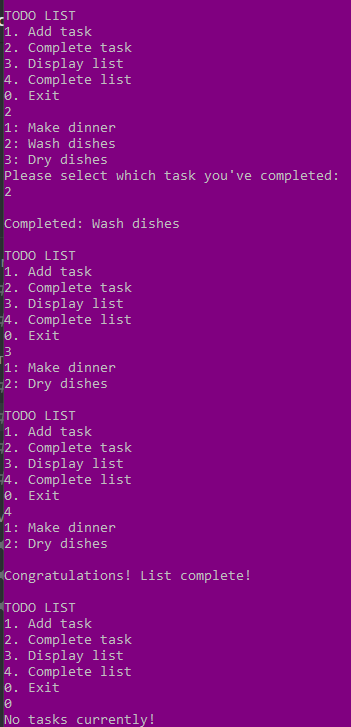 TODO LIST
1. Add task
2. Complete task
3. Display list
4. Complete list
0. Exit
2
1: Make dinner
2: Wash dishes
3: Dry dishes
Please select which task you've completed:
2
Completed: Wash dishes
TODO LIST
1. Add task
2. Complete task
3. Display list
4. Complete list
0. Exit
3
1: Make dinner
2: Dry dishes
TODO LIST
1. Add task
2. Complete task
3. Display list
4. Complete list
0. Exit
4
1: Make dinner
2: Dry dishes
Congratulations! List complete!
TODO LIST
1. Add task
2. Complete task
3. Display list
4. Complete list
0. Exit
0
No tasks currently!